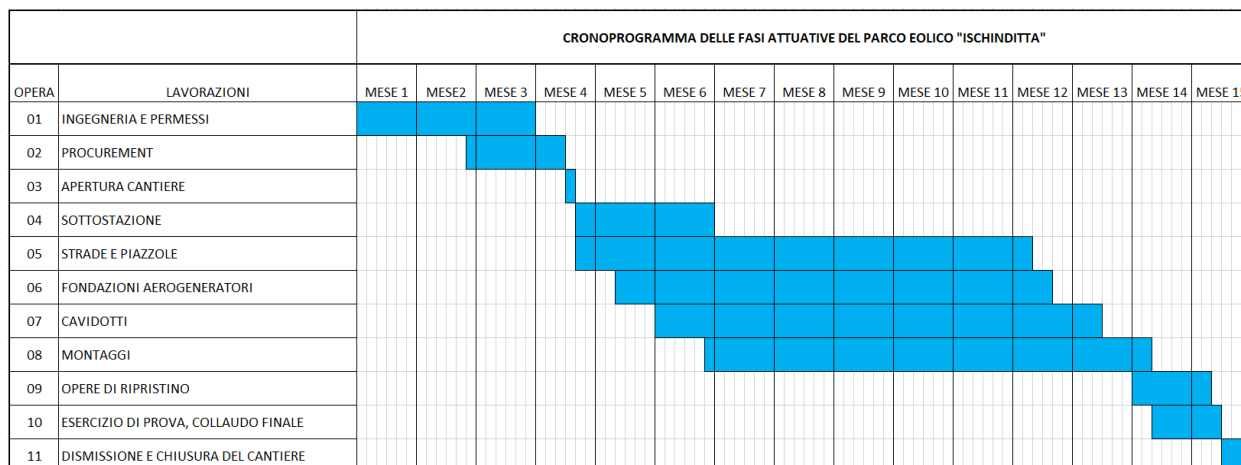 CRONOPROGRAMMA DELLE FASI ATTUATIVE DEL PARCO EOLICO "ISCHINDITTA"
OPERA LAVORAZIONI MESE 1 MESE2 MESE 3 MESE 4 MESE 5 MESE 6 MESE 7 MESE 8 MESE 9 MESE 10 MESE 11 MESE 12 MESE 13 MESE 14 MESE 15
01 INGEGNERIA E PERMESSI
02 PROCUREMENT
03 APERTURA CANTIERE
04 SOTTOSTAZIONE
05 STRADE E PIAZZOLE
06 FONDAZIONI AEROGENERATORI
07 CAVIDOTTI
08 MONTAGGI
09 OPERE DI RIPRISTINO
10 ESERCIZIO DI PROVA, COLLAUDO FINALE
11 DISMISSIONE E CHIUSURA DEL CANTIERE